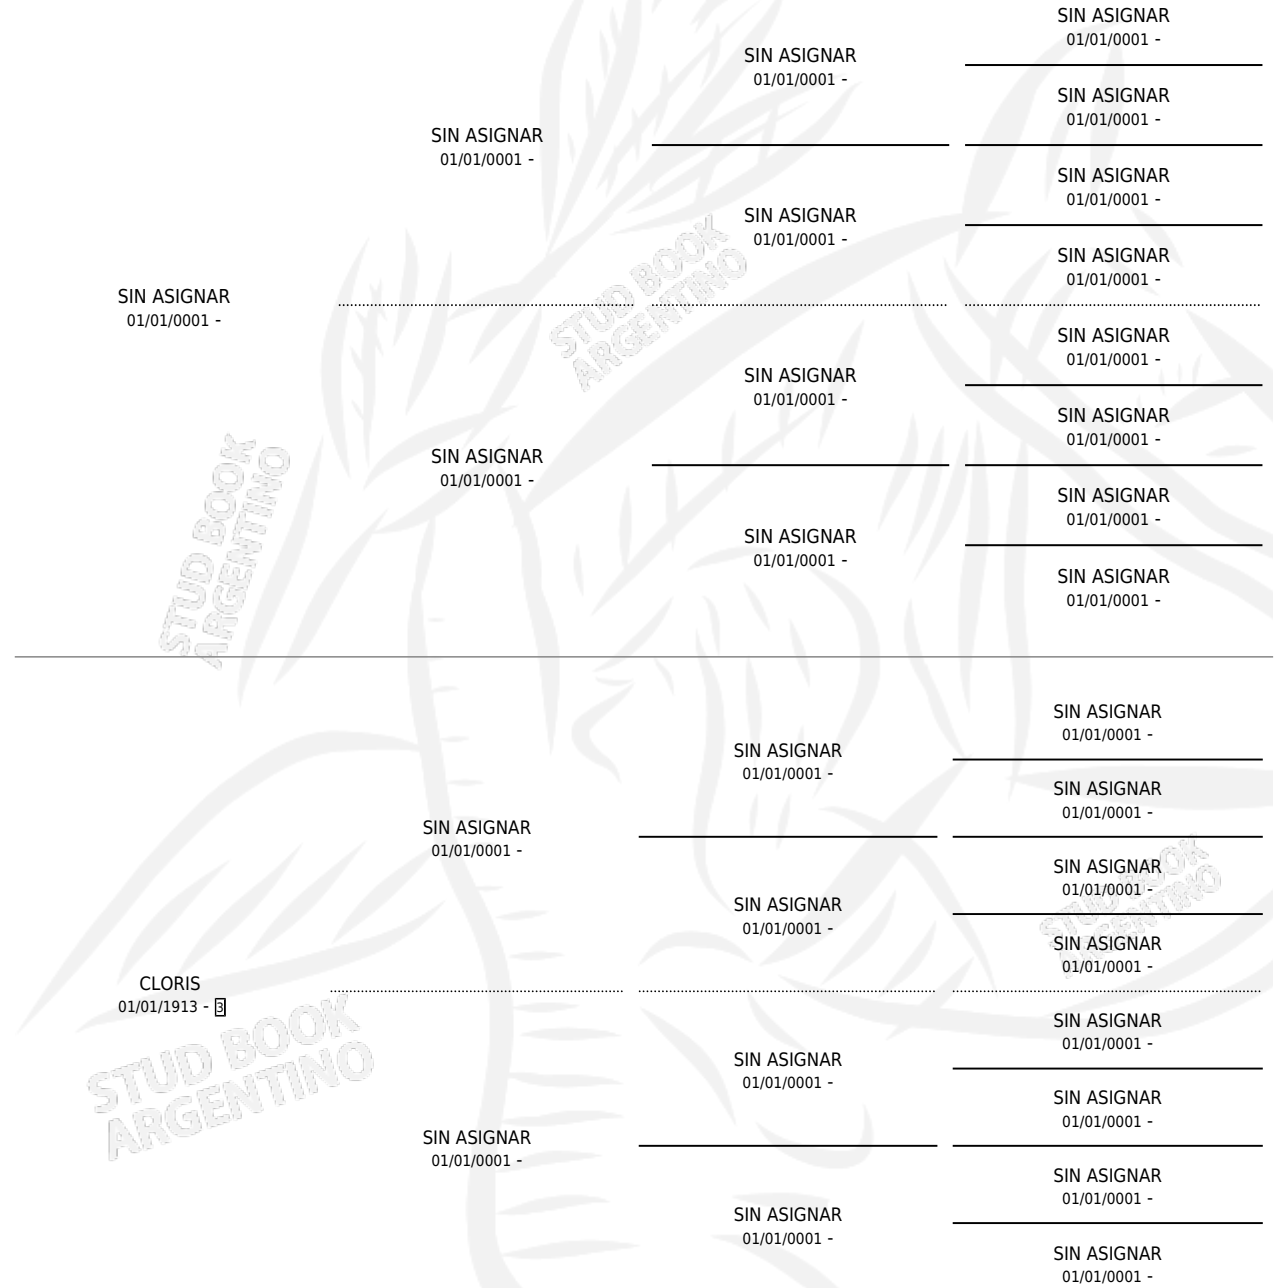 SIN ASIGNAR
01/01/0001 -
SIN ASIGNAR
01/01/0001 -
SIN ASIGNAR
01/01/0001 -
SIN ASIGNAR
01/01/0001 -
SIN ASIGNAR
01/01/0001 -
SIN ASIGNAR
01/01/0001 -
SIN ASIGNAR
01/01/0001 -
STUD BOOK
ARGENTINO
SIN ASIGNAR
01/01/0001 -
SIN ASIGNAR
01/01/0001 -
SIN ASIGNAR
01/01/0001 -
SIN ASIGNAR
01/01/0001 -
SIN ASIGNAR
01/01/0001 -
SIN ASIGNAR
01/01/0001 -
STUD BOOK
ARGENTINO
SIN ASIGNAR
01/01/0001 -
SIN ASIGNAR
01/01/0001 -
SIN ASIGNAR
01/01/0001 -
SIN ASIGNAR
01/01/0001 -
SIN ASIGNAR
01/01/0001 -
SIN ASIGNAR
01/01/0001 -
SIN ASIGNAR
01/01/0001 -
SIN ASIGNAR
01/01/0001 -
STUD BOOK
ARGENTINO
SIN ASIGNAR
01/01/0001 -
SIN ASIGNAR
01/01/0001 -
CLORIS
01/01/1913 - 3
STUD BOOK
ARGENTINO
SIN ASIGNAR
01/01/0001 -
SIN ASIGNAR
01/01/0001 -
SIN ASIGNAR
01/01/0001 -
SIN ASIGNAR
01/01/0001 -
SIN ASIGNAR
01/01/0001 -
SIN ASIGNAR
01/01/0001 -
SIN ASIGNAR
01/01/0001 -